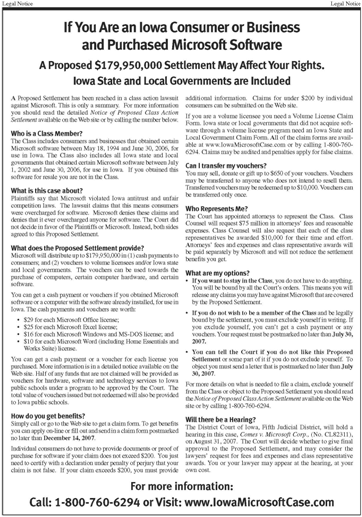 Legal Notice
Legal Notice
If You Are an Iowa Consumer or Business
and Purchased Microsoft Software
A Proposed $179,950,000 Settlement May Affect Your Rights.
Iowa State and Local Governments are Included
A Proposed Settlement has been reached in a class action lawsuit
against Microsoft. This is only a summary. For more information
you should read the detailed Notice of Proposed Class Action
Settlement available on the Web site or by calling the number below.
Who is a Class Member?
The Class includes consumers and businesses that obtained certain
Microsoft software between May 18, 1994 and June 30, 2006, for
use in Iowa. The Class also includes all Iowa state and local
governments that obtained certain Microsoft software between July
1, 2002 and June 30, 2006, for use in Iowa. If you obtained this
software for resale you are not in the Class.
What is this case about?
Plaintiffs say that Microsoft violated Iowa antitrust and unfair
competition laws. The lawsuit claims that this means consumers
were overcharged for software. Microsoft denies these claims and
denies that it ever overcharged anyone for software. The Court did
not decide in favor of the Plaintiffs or Microsoft. Instead, both sides
agreed to this Proposed Settlement.
What does the Proposed Settlement provide?
Microsoft will distribute up to $179,950,000 in (1) cash payments to
consumers; and (2) vouchers to volume licensees and/or Iowa state
and local governments. The vouchers can be used towards the
purchase of computers, certain computer hardware, and certain
software.
You can get a cash payment or vouchers if you obtained Microsoft
software or a computer with the software already installed, for use in
Iowa. The cash payments and vouchers are worth:
• $29 for each Microsoft Office license;
• $25 for each Microsoft Excel license;
• $16 for each Microsoft Windows and MS-DOS license; and
• $10 for each Microsoft Word (including Home Essentials and
Works Suite) license.
You can get a cash payment or a voucher for each license you
purchased. More information is in a detailed notice available on the
Web site. Half of any funds that are not claimed will be provided as
vouchers for hardware, software and technology services to Iowa
public schools under a program to be approved by the Court. The
total value of vouchers issued but not redeemed will also be provided
to Iowa public schools.
How do you get benefits?
Simply call or go to the Web site to get a claim form. To get benefits
you can apply on-line or fill out and send in a claim form postmarked
no later than December 14, 2007.
Individual consumers do not have to provide documents or proof of
purchase for software if your claim does not exceed $200. You just
need to certify with a declaration under penalty of perjury that your
claim is not false. If your claim exceeds $200, you must provide
additional information. Claims for under $200 by individual
consumers can be submitted on the Web site.
If you are a volume licensee you need a Volume License Claim
Form. Iowa state or local governments that did not acquire soft-
ware through a volume license program need an Iowa State and
Local Government Claim Form. All of the claim forms are avail-
able at www.IowaMicrosoftCase.com or by calling 1-800-760-
6294. Claims may be audited and penalties apply for false claims.
Can I transfer my vouchers?
You may sell, donate or gift up to $650 of your vouchers. Vouchers
may be transferred to anyone who does not intend to resell them.
Transferred vouchers may be redeemed up to $10,000. Vouchers can
be transferred only once.
Who Represents Me?
The Court has appointed attorneys to represent the Class. Class
Counsel will request $75 million in attorneys' fees and reasonable
expenses. Class Counsel will also request that each of the class
representatives be awarded $10,000 for their time and effort.
Attorneys' fees and expenses and class representative awards will
be paid separately by Microsoft and will not reduce the settlement
benefits you get.
What are my options?
• If you want to stay in the Class, you do not have to do anything.
You will be bound by all the Court's orders. This means you will
release any claims you may have against Microsoft that are covered
by the Proposed Settlement.
• If you do not wish to be a member of the Class and be legally
bound by the settlement, you must exclude yourself in writing. If
you exclude yourself, you can't get a cash payment or any
vouchers. Your request must be postmarked no later than July 30,
2007.
• You can tell the Court if you do not like this Proposed
Settlement or some part of it if you do not exclude yourself. To
object you must send a letter that is postmarked no later than July
30, 2007.
For more details on what is needed to file a claim, exclude yourself
from the Class or object to the Proposed Settlement you should read
the Notice of Proposed Class Action Settlement available on the Web
site or by calling 1-800-760-6294.
Will there be a Hearing?
The District Court of Iowa, Fifth Judicial District, will hold a
hearing in this case, Comes v. Microsoft Corp., (No. CL82311),
on August 31, 2007. The Court will decide whether to give final
approval to the Proposed Settlement, and may consider the
lawyers' request for fees and expenses and class representative
awards. You or your lawyer may appear at the hearing, at your
own cost.
For more information:
Call: 1-800-760-6294 or Visit: www.IowaMicrosoftCase.com